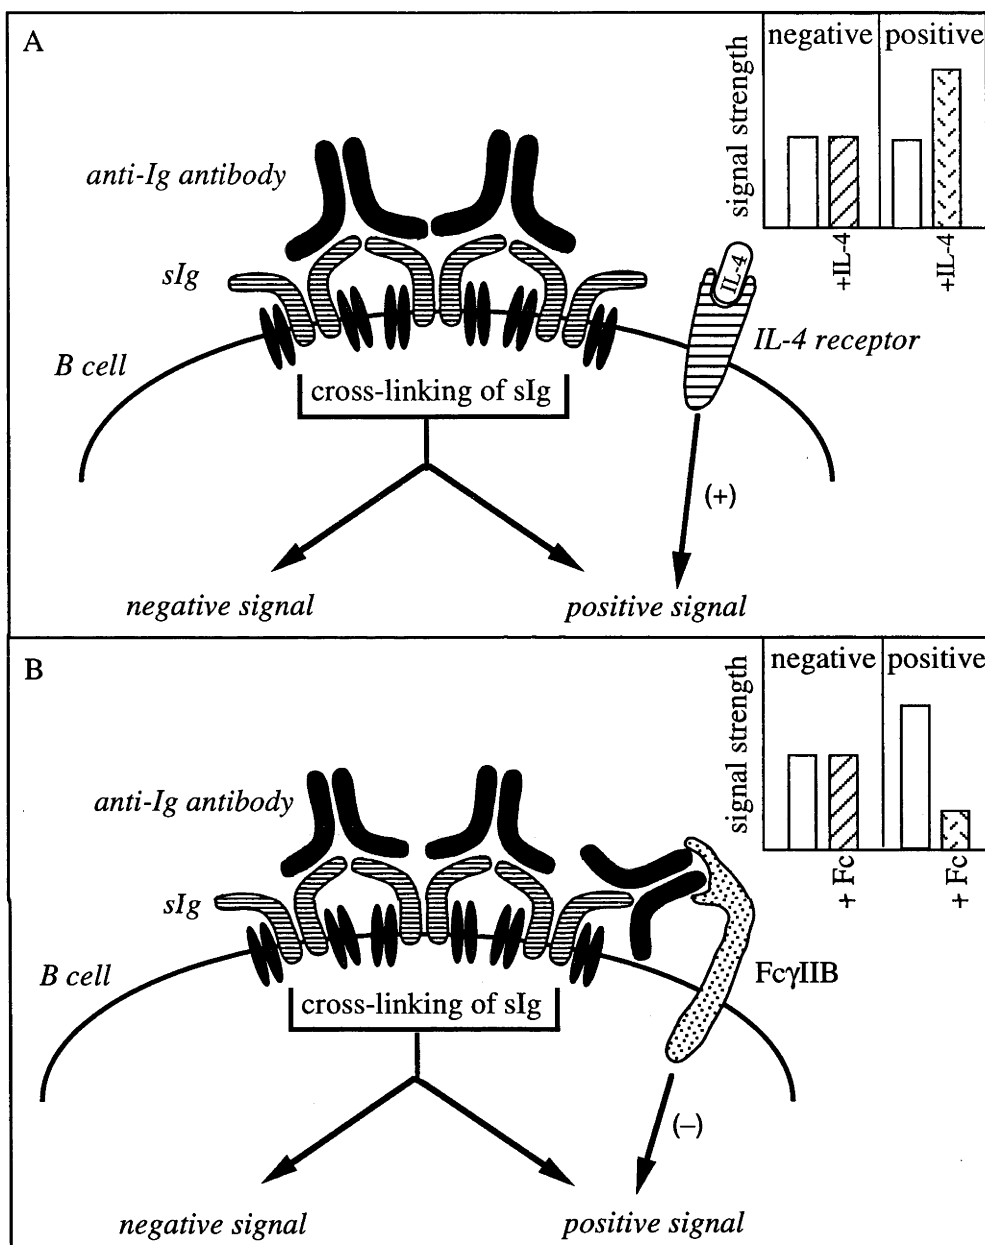 A
negative
positive
signal strength
+IL-4
+IL-4
anti-Ig antibody
sIg
IL-4
IL-4 receptor
B cell
cross-linking of sIg
(+)
negative signal
positive signal
B
negative
positive
signal strength
+ Fc
+ Fc
anti-Ig antibody
sIg
B cell
FcγIIB
cross-linking of sIg
(–)
negative signal
positive signal